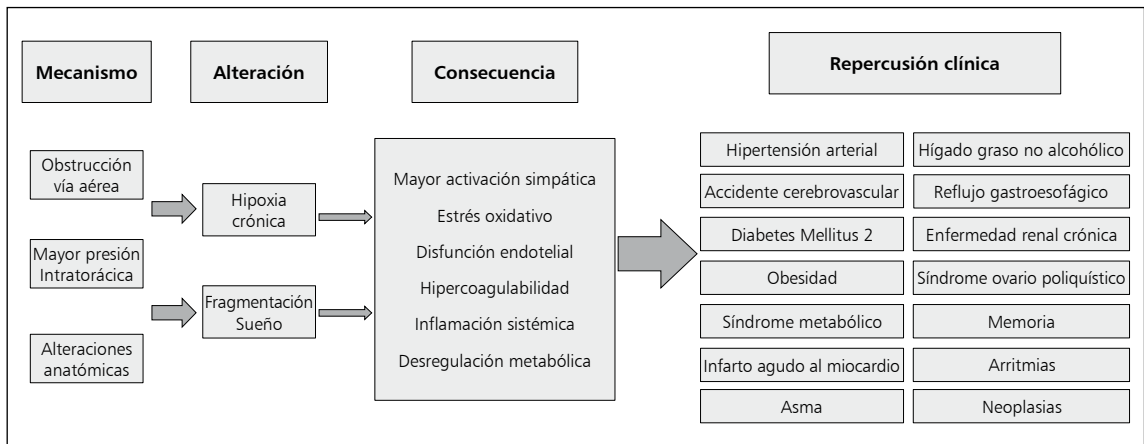 Mecanismo
Alteración
Consecuencia
Repercusión clínica
Obstrucción
vía aérea
Mayor presión
Intratorácica
Alteraciones
anatómicas
Hipoxia
crónica
Fragmentación
Sueño
Mayor activación simpática
Estrés oxidativo
Disfunción endotelial
Hipercoagulabilidad
Inflamación sistémica
Desregulación metabólica
Hipertensión arterial
Accidente cerebrovascular
Diabetes Mellitus 2
Obesidad
Síndrome metabólico
Infarto agudo al miocardio
Asma
Hígado graso no alcohólico
Reflujo gastroesofágico
Enfermedad renal crónica
Síndrome ovario poliquístico
Memoria
Arritmias
Neoplasias